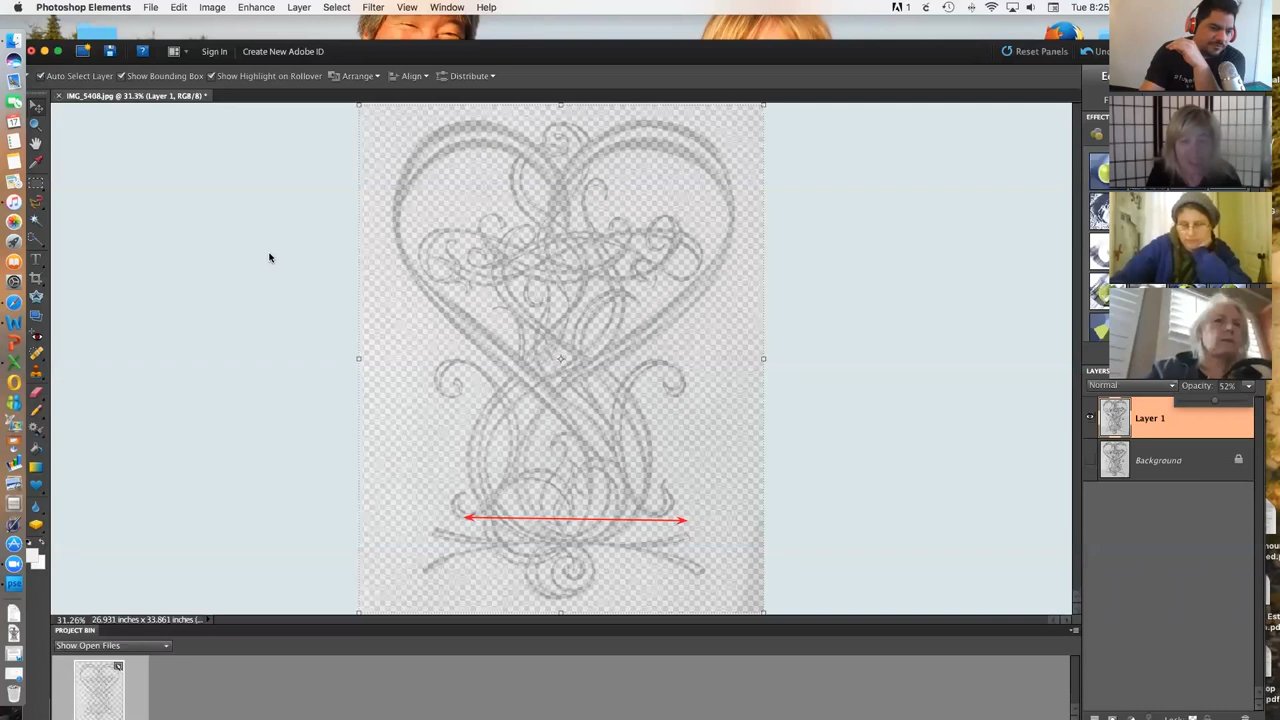 Photoshop Elements File Edit Image Enhance Layer Select Filter View Window Help
1
Tue 8:25
Sign In Create New Adobe ID
Reset Panels
Auto Select Layer Show Bounding Box Show Highlight on Rollover Arrange Align Distribute
IMG_5408.jpg @ 31.3% (Layer 1, RGB/8) *
17
LAYERS
Normal Opacity: 52%
Layer 1
Background
31.26% 26.931 inches x 33.861 inches (...
PROJECT BIN
Show Open Files
pse